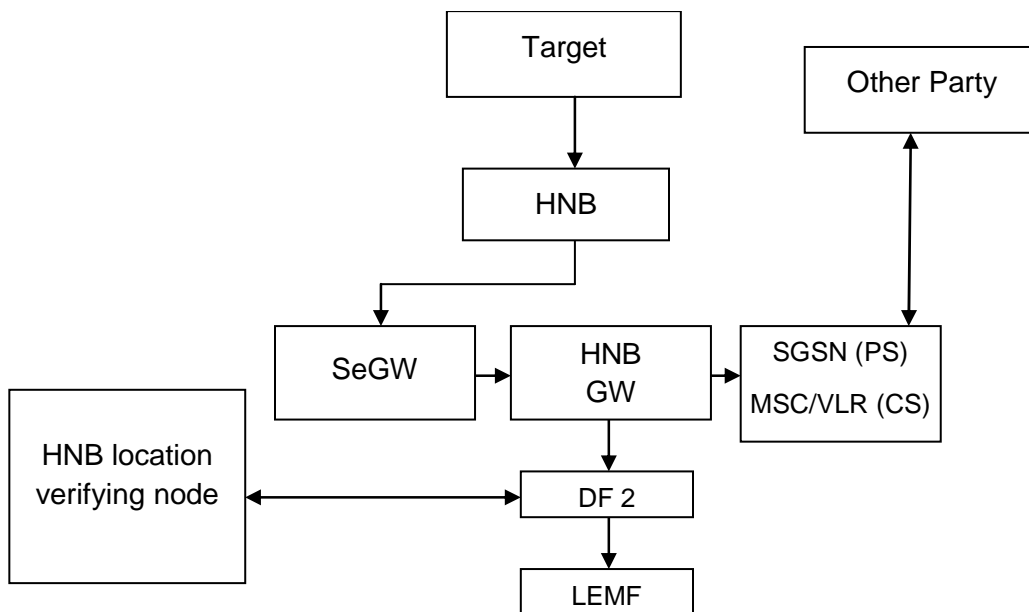 Target
Other Party
HNB
SeGW
HNB
GW
SGSN (PS)
MSC/VLR (CS)
HNB location
verifying node
DF 2
LEMF